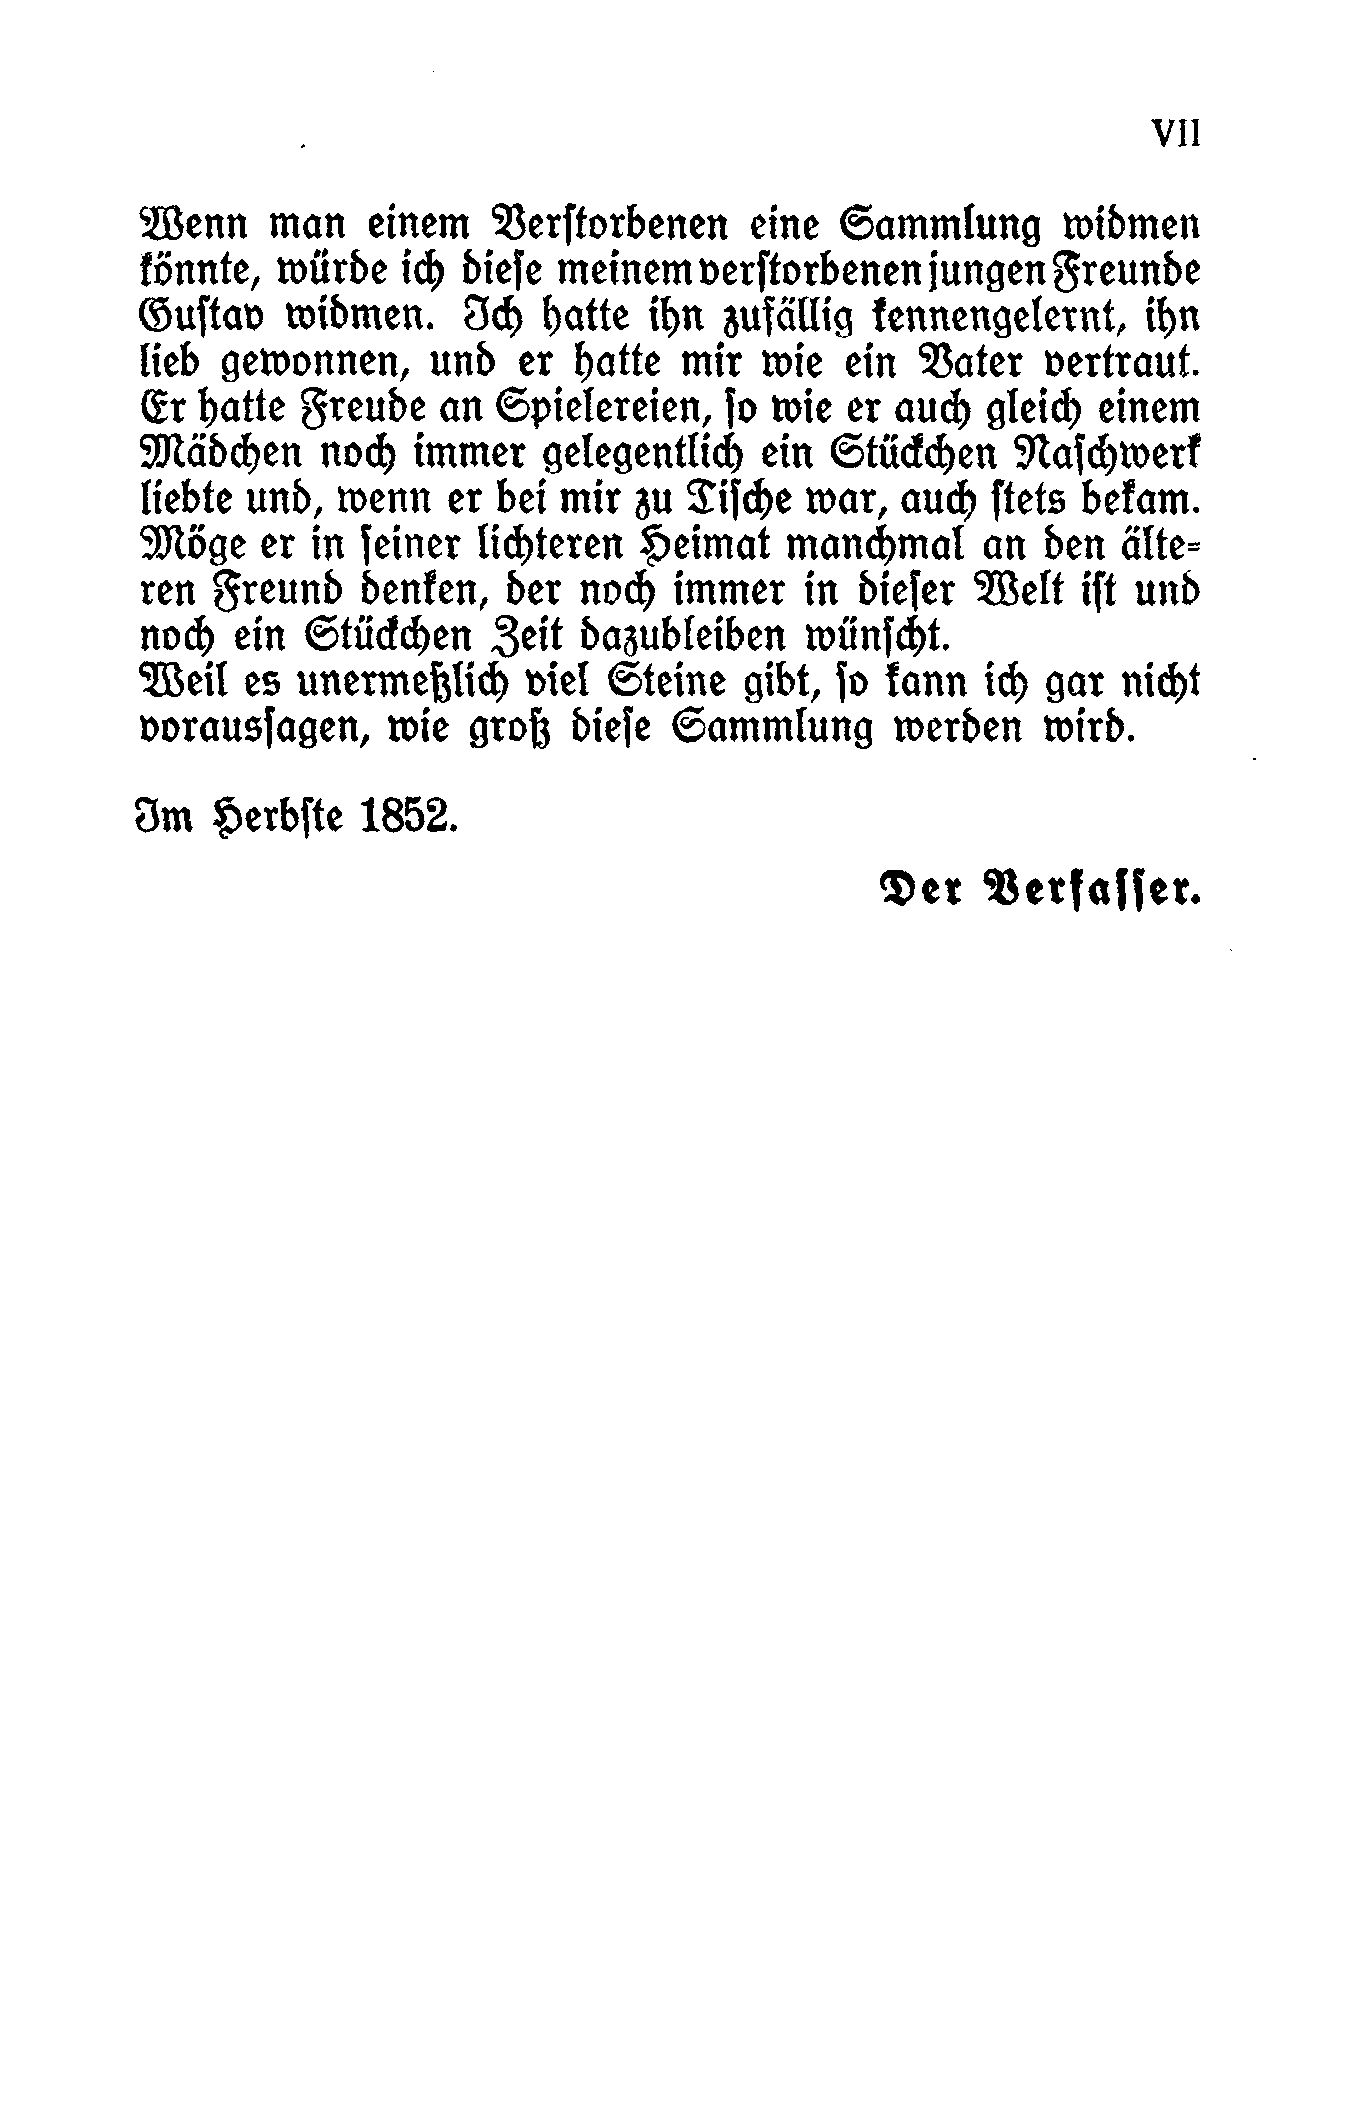 VII
Wenn man einem Verſtorbenen eine Sammlung widmen
könnte, würde ich dieſe meinem verſtorbenen jungen Freunde
Guſtav widmen. Ich hatte ihn zufällig kennengelernt, ihn
lieb gewonnen, und er hatte mir wie ein Vater vertraut.
Er hatte Freude an Spielereien, ſo wie er auch gleich einem
Mädchen noch immer gelegentlich ein Stückchen Naſchwerk
liebte und, wenn er bei mir zu Tiſche war, auch ſtets bekam.
Möge er in ſeiner lichteren Heimat manchmal an den älte-
ren Freund denken, der noch immer in dieſer Welt iſt und
noch ein Stückchen Zeit dazubleiben wünſcht.
Weil es unermeßlich viel Steine gibt, ſo kann ich gar nicht
vorausſagen, wie groß dieſe Sammlung werden wird.
Im Herbſte 1852.
Der Verfaſſer.